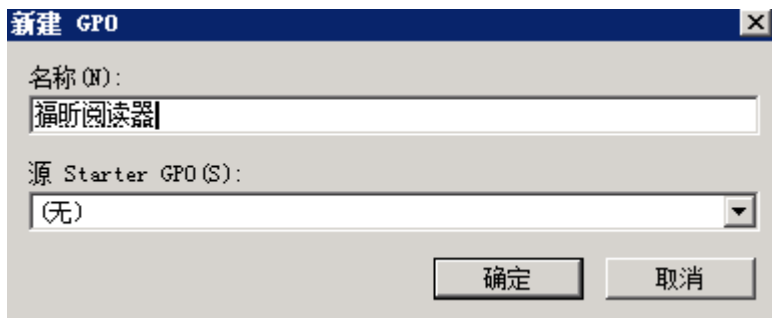 新建 GPO
名称(N):
福昕阅读器
源 Starter GPO(S):
(无)
确定 取消